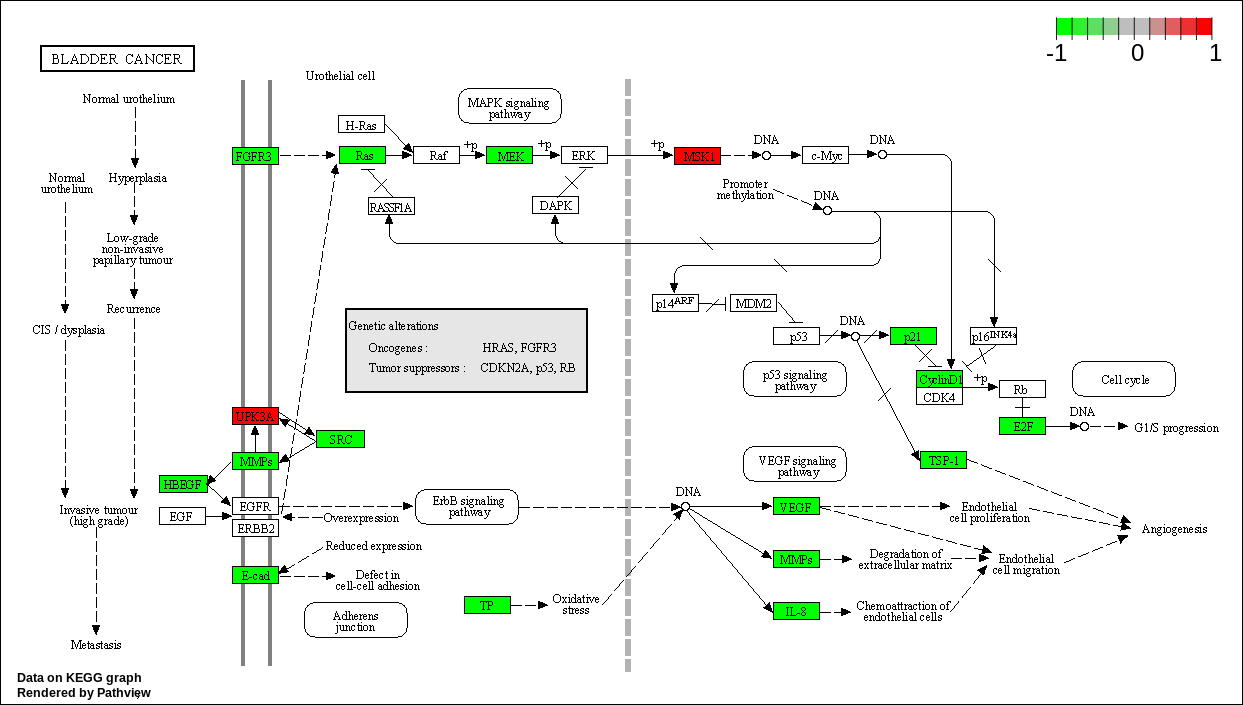 BLADDER CANCER
-1
0
1
Urothelial cell
Normal urothelium
MAPK signaling
pathway
H-Ras
FGFR3
Ras
Raf
+p
MEK
+p
ERK
+p
MSK1
DNA
c-Myc
DNA
Normal
urothelium
Hyperplasia
Promoter
methylation
DNA
RASSF1A
DAPK
Low-grade
non-invasive
papillary tumour
Recurrence
p14ARF
MDM2
CIS / dysplasia
Genetic alterations
Oncogenes :
HRAS, FGFR3
Tumor suppressors :
CDKN2A, p53, RB
p53
DNA
p21
p16INK4a
p53 signaling
pathway
CyclinD1
CDK4
+p
Rb
Cell cycle
UPK3A
SRC
E2F
DNA
G1/S progression
MMPs
HBEGF
VEGF signaling
pathway
TSP-1
EGF
EGFR
ERBB2
Overexpression
ErbB signaling
pathway
DNA
VEGF
Endothelial
cell proliferation
Angiogenesis
Invasive tumour
(high grade)
Reduced expression
E-cad
Defect in
cell-cell adhesion
MMPs
Degradation of
extracellular matrix
Endothelial
cell migration
TP
Oxidative
stress
IL-8
Chemoattraction of
endothelial cells
Adherens
junction
Metastasis
Data on KEGG graph
Rendered by Pathview